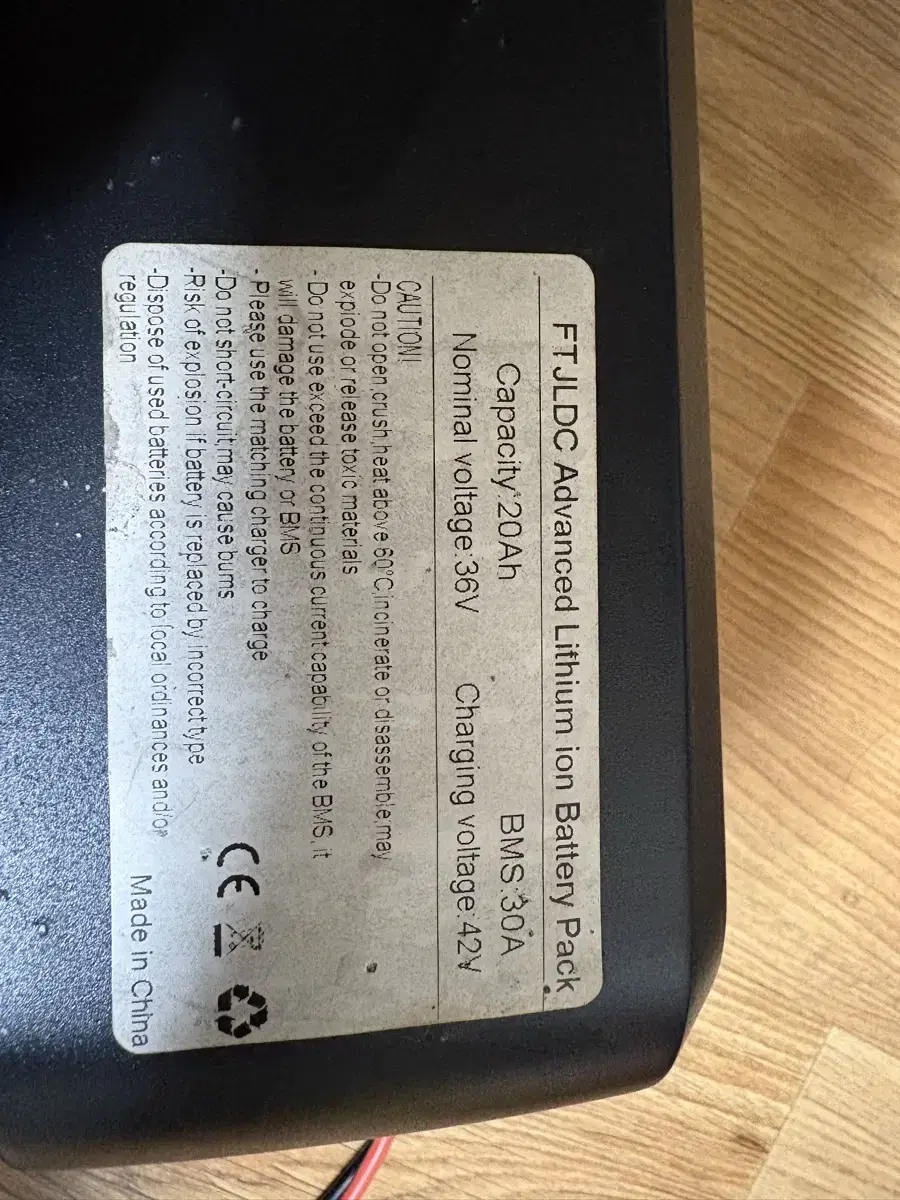 FTJLDC Advanced Lithium ion Battery Pack
Capacity:20Ah BMS:30A
Nominal voltage:36V Charging voltage:42V
CAUTION!
-Do not open,crush,heat above 60°C,incinerate or disassemble,may
explode or release toxic materials
- Do not use exceed the continuous current capability of the BMS, it
will damage the battery or BMS
- Please use the matching charger to charge
-Do not short-circuit,may cause burns
-Risk of explosion if battery is replaced by incorrect type
-Dispose of used batteries according to local ordinances and/or
regulation
CE
Made in China